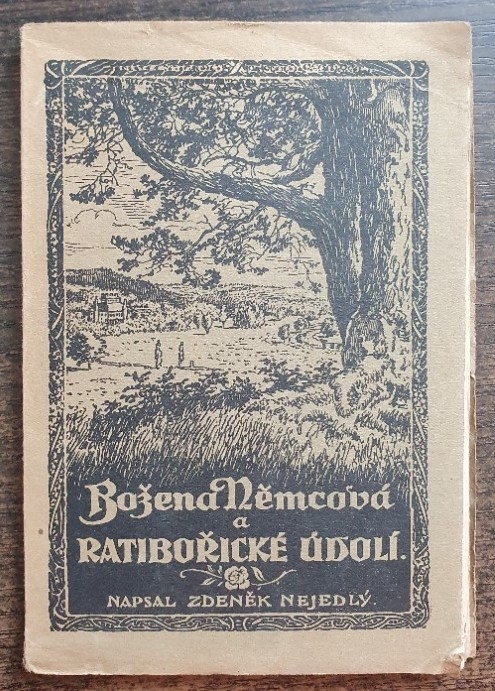 Božena Němcová
a
RATIBOŘICKÉ ÚDOLÍ.
NAPSAL ZDENĚK NEJEDLÝ.